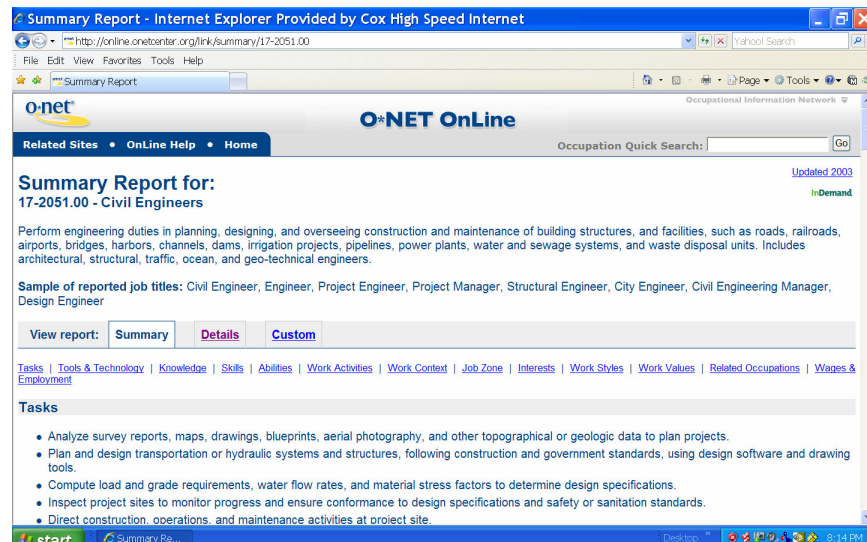 Summary Report - Internet Explorer Provided by Cox High Speed Internet
http://online.onetcenter.org/link/summary/17-2051.00
Yahoo! Search
File Edit View Favorites Tools Help
Summary Report
Page Tools
Occupational Information Network
o·net
O*NET OnLine
Related Sites • OnLine Help • Home
Occupation Quick Search: Go
Updated 2003
Summary Report for:
InDemand
17-2051.00 - Civil Engineers
Perform engineering duties in planning, designing, and overseeing construction and maintenance of building structures, and facilities, such as roads, railroads,
airports, bridges, harbors, channels, dams, irrigation projects, pipelines, power plants, water and sewage systems, and waste disposal units. Includes
architectural, structural, traffic, ocean, and geo-technical engineers.
Sample of reported job titles: Civil Engineer, Engineer, Project Engineer, Project Manager, Structural Engineer, City Engineer, Civil Engineering Manager,
Design Engineer
View report: Summary Details Custom
Tasks | Tools & Technology | Knowledge | Skills | Abilities | Work Activities | Work Context | Job Zone | Interests | Work Styles | Work Values | Related Occupations | Wages &
Employment
Tasks
• Analyze survey reports, maps, drawings, blueprints, aerial photography, and other topographical or geologic data to plan projects.
• Plan and design transportation or hydraulic systems and structures, following construction and government standards, using design software and drawing
tools.
• Compute load and grade requirements, water flow rates, and material stress factors to determine design specifications.
• Inspect project sites to monitor progress and ensure conformance to design specifications and safety or sanitation standards.
• Direct construction, operations, and maintenance activities at project site.
start Summary Re... Desktop 8:14 PM